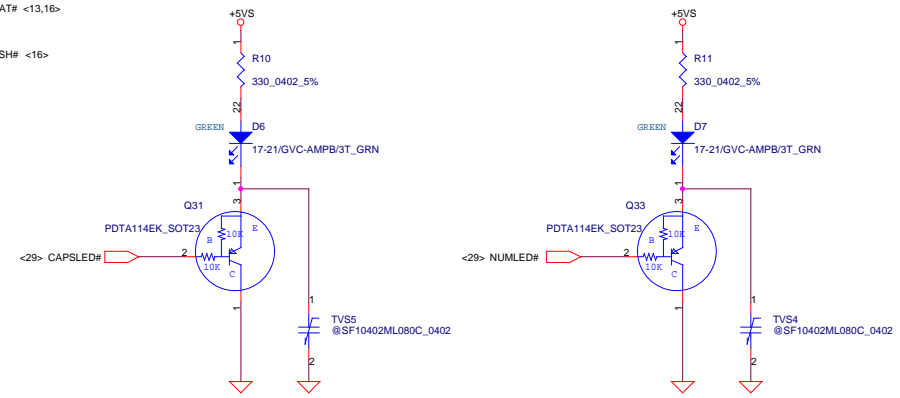 AT# <13,16>
SH# <16>
+5VS
1
R10
330_0402_5%
22
GREEN
D6
17-21/GVC-AMPB/3T_GRN
1
3
Q31
PDTA114EK_SOT23
B
10K
E
<29> CAPSLED#
2
10K
C
1
1
TVS5
@SF10402ML080C_0402
2
+5VS
1
R11
330_0402_5%
22
GREEN
D7
17-21/GVC-AMPB/3T_GRN
1
3
Q33
PDTA114EK_SOT23
B
10K
E
<29> NUMLED#
2
10K
C
1
1
TVS4
@SF10402ML080C_0402
2